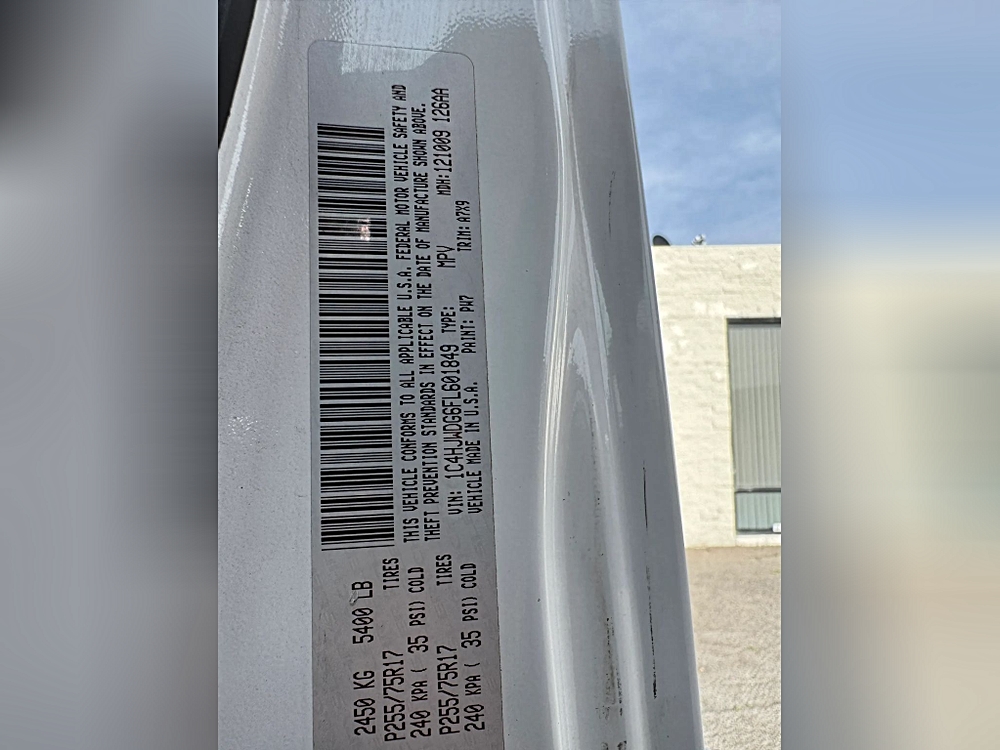 2450 KG 5400 LB
P255/75R17 TIRES
240 KPA ( 35 PSI) COLD
P255/75R17 TIRES
240 KPA ( 35 PSI) COLD
THIS VEHICLE CONFORMS TO ALL APPLICABLE U.S.A. FEDERAL MOTOR VEHICLE SAFETY AND
THEFT PREVENTION STANDARDS IN EFFECT ON THE DATE OF MANUFACTURE SHOWN ABOVE.
VIN: 1C4HJWDG6FL601849 TYPE: MPV MDH:121009 126AA
VEHICLE MADE IN U.S.A. PAINT: PW7 TRIM: A7X9